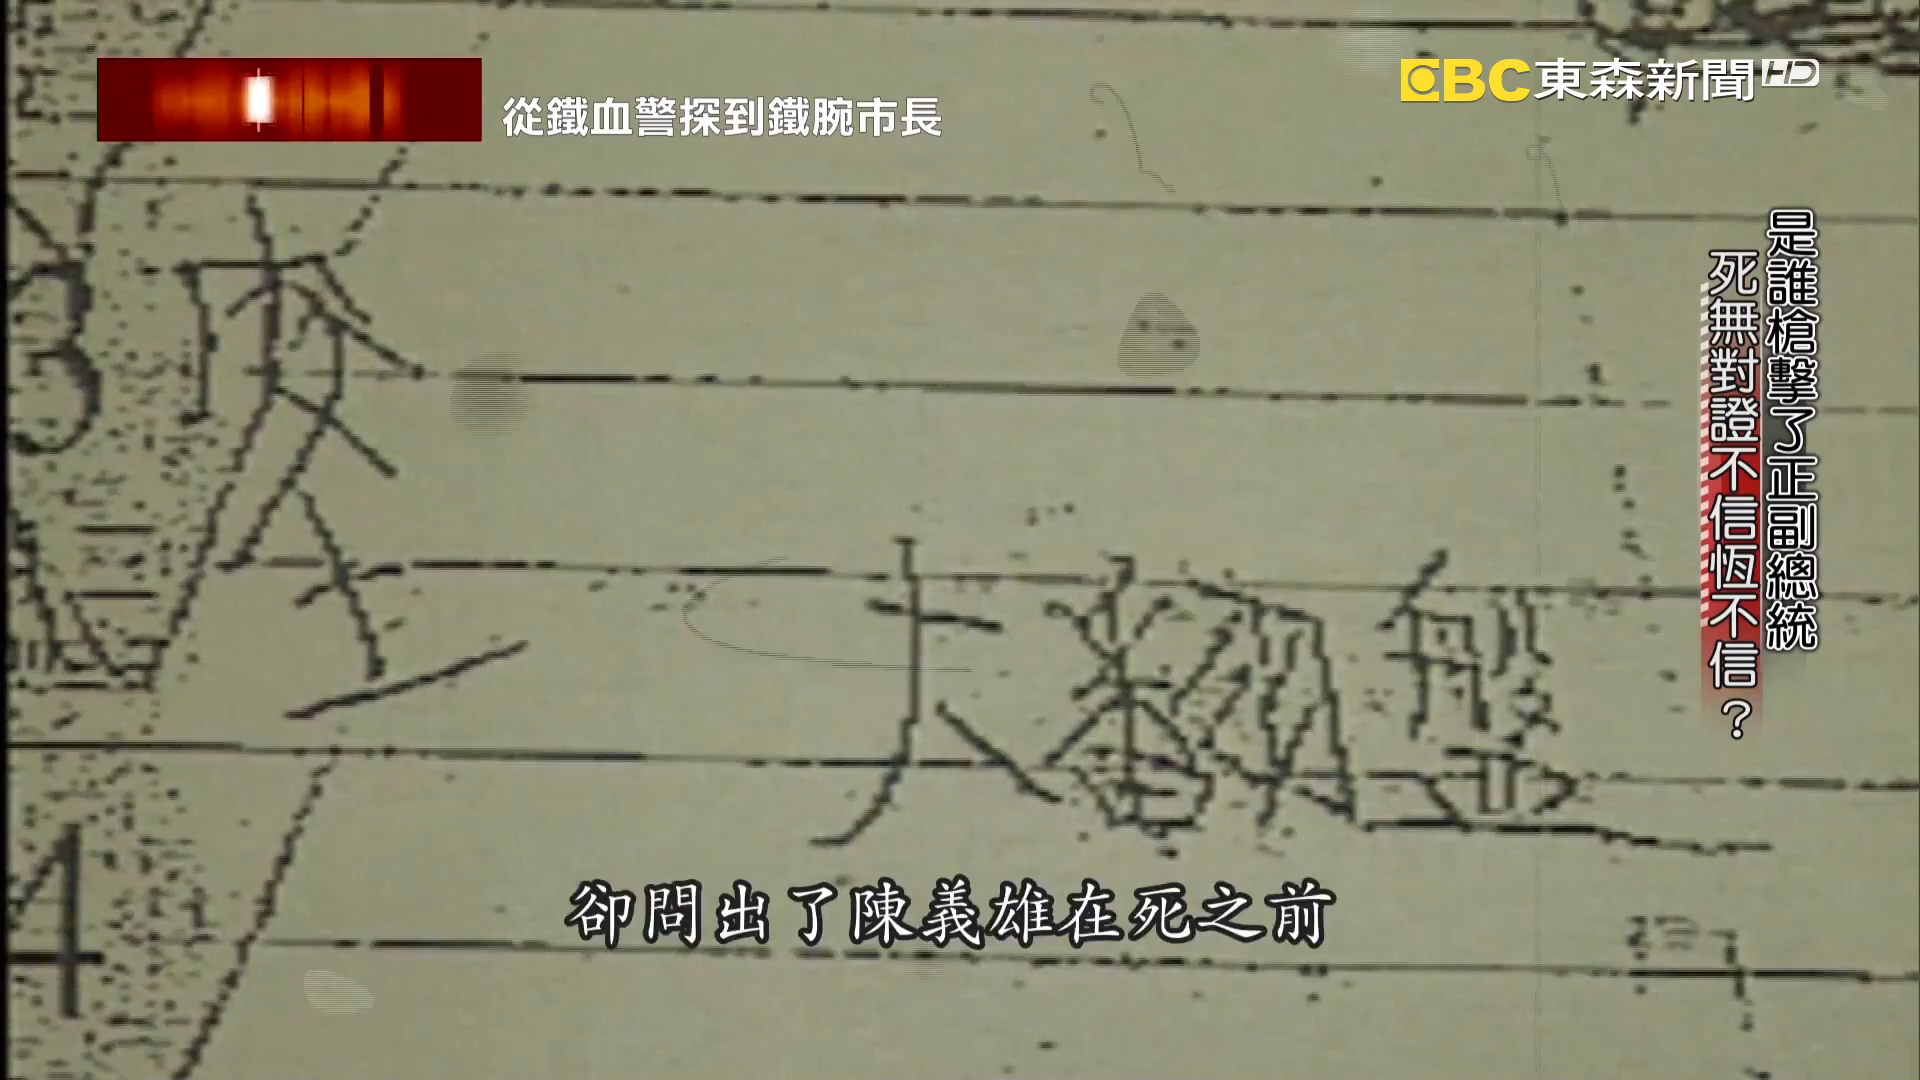 從鐵血警探到鐵腕市長
EBC東森新聞HD
是誰槍擊了正副總統
死無對證不信恆不信？
3
4
卻問出了陳義雄在死之前